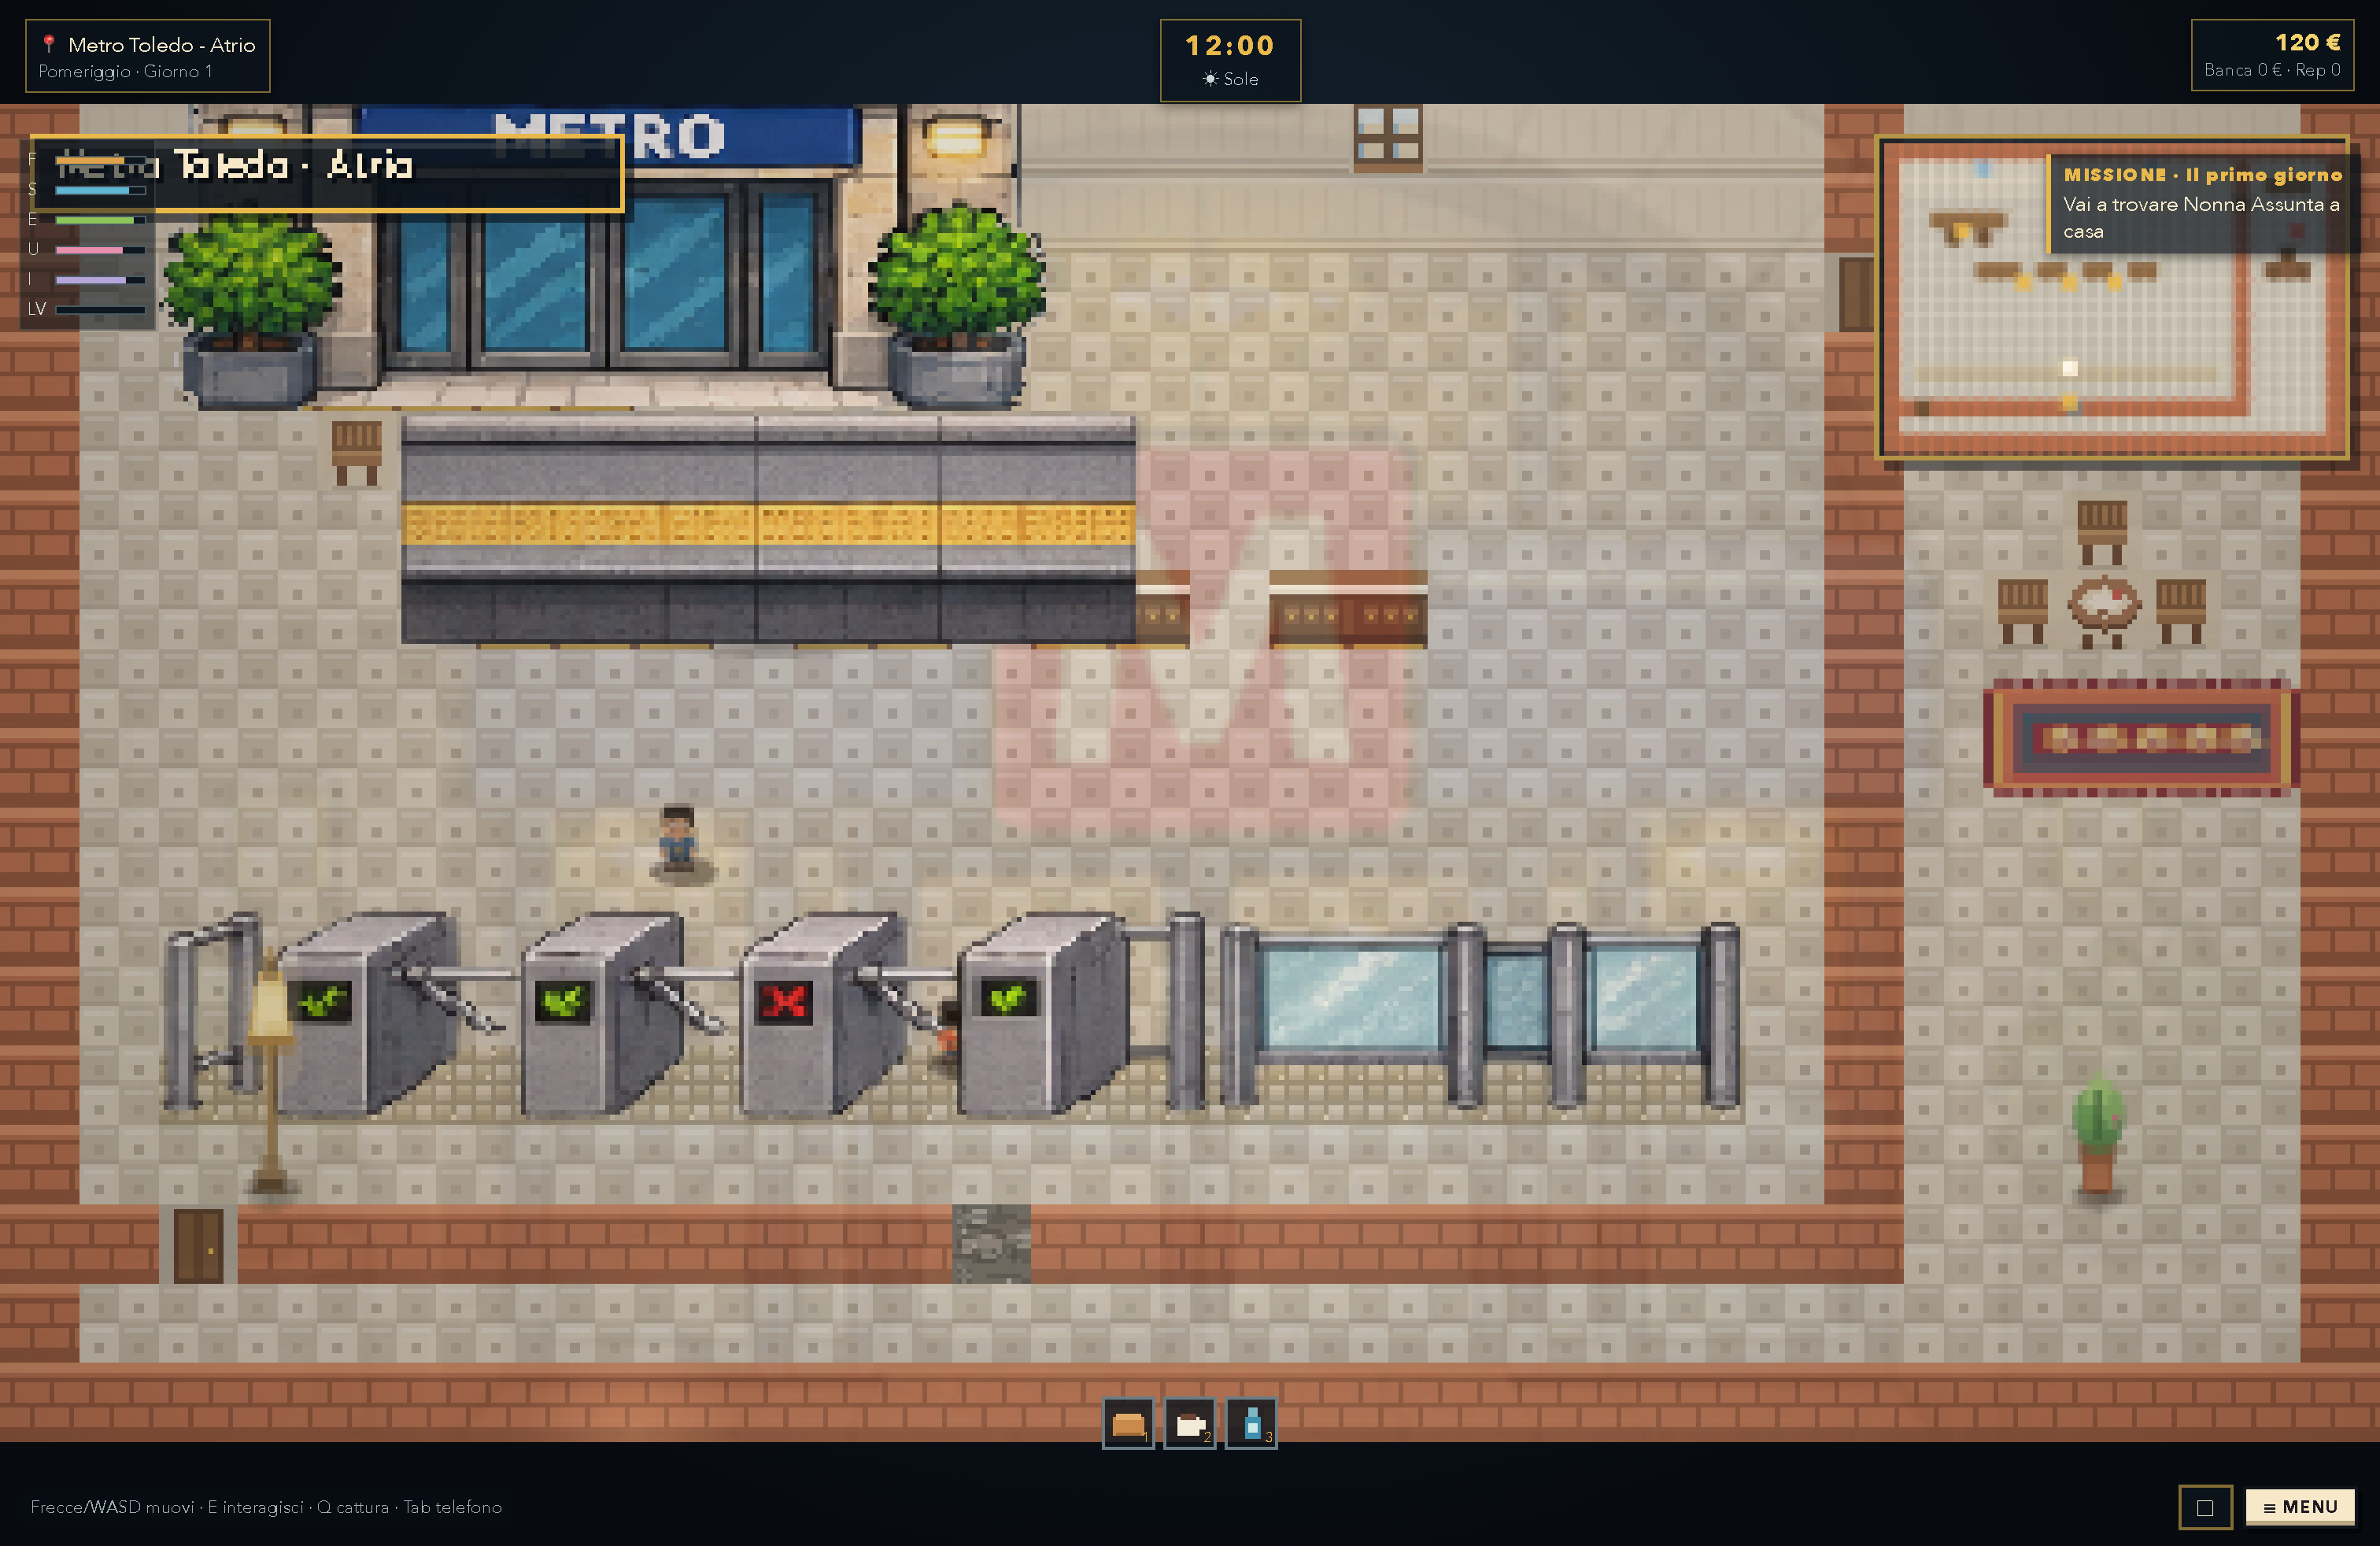 📍 Metro Toledo - Atrio
Pomeriggio · Giorno 1
12:00
☀ Sole
120 €
Banca 0 € · Rep 0
METRO
Metro Toledo · Atrio
F
S
E
U
I
LV
MISSIONE · Il primo giorno
Vai a trovare Nonna Assunta a
casa
M
1
2
3
Frecce/WASD muovi · E interagisci · Q cattura · Tab telefono
≡ MENU